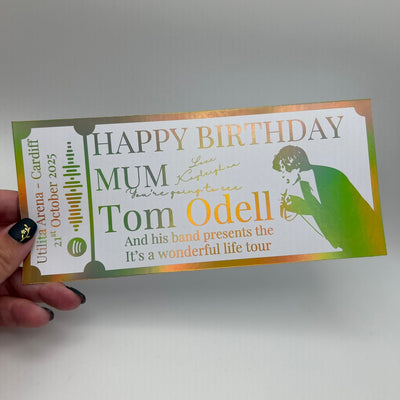 Utilita Arena - Cardiff
21st October 2025
HAPPY BIRTHDAY
MUM
Love
You're going to see
Tom Odell
And his band presents the
It's a wonderful life tour